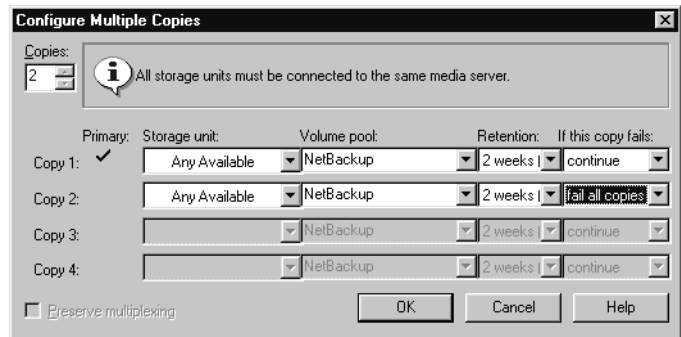 Configure Multiple Copies
Copies:
2
All storage units must be connected to the same media server.
Primary: Storage unit: Volume pool: Retention: If this copy fails:
Copy 1: Any Available NetBackup 2 weeks ( continue
Copy 2: Any Available NetBackup 2 weeks ( fail all copies
Copy 3: NetBackup 2 weeks ( continue
Copy 4: NetBackup 2 weeks ( continue
Preserve multiplexing OK Cancel Help